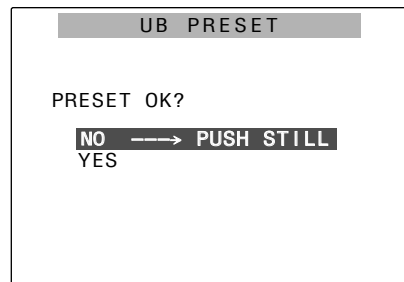 UB PRESET
PRESET OK?
NO ---→ PUSH STILL
YES